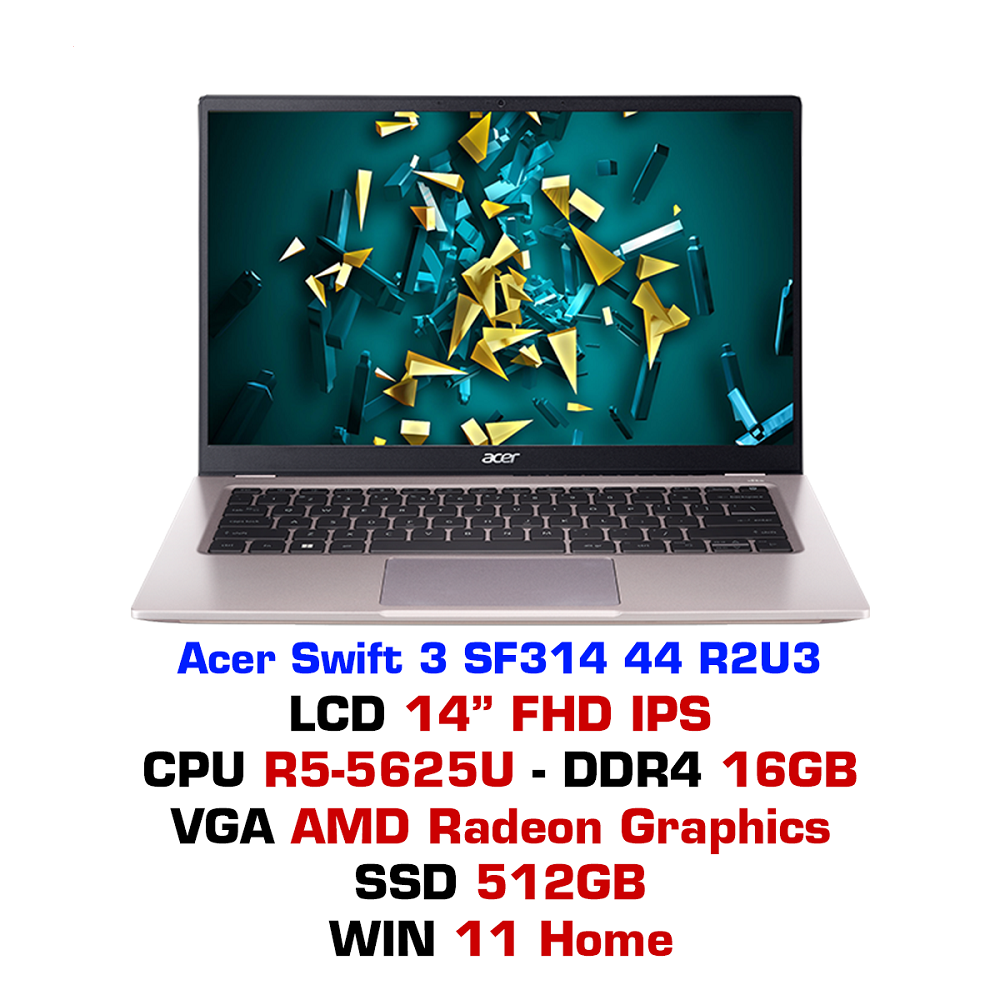 acer
Acer Swift 3 SF314 44 R2U3
LCD 14” FHD IPS
CPU R5-5625U - DDR4 16GB
VGA AMD Radeon Graphics
SSD 512GB
WIN 11 Home